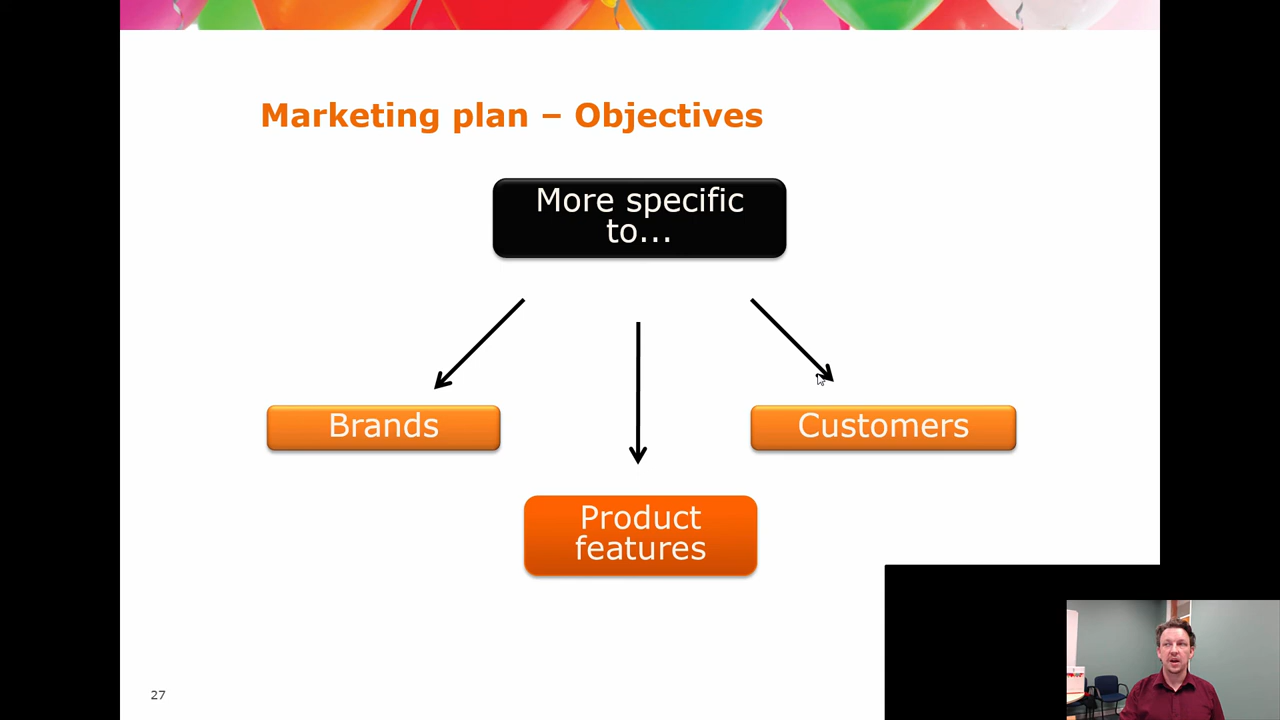 Marketing plan – Objectives
More specific
to...
Brands
Customers
Product
features
27